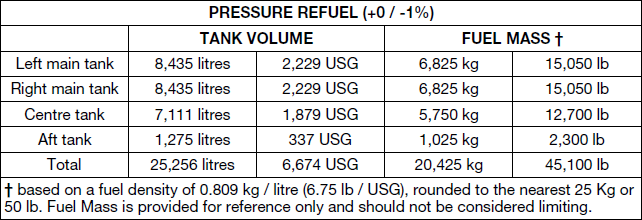 PRESSURE REFUEL (+0 / -1%)
TANK VOLUME FUEL MASS †
Left main tank 8,435 litres 2,229 USG 6,825 kg 15,050 lb
Right main tank 8,435 litres 2,229 USG 6,825 kg 15,050 lb
Centre tank 7,111 litres 1,879 USG 5,750 kg 12,700 lb
Aft tank 1,275 litres 337 USG 1,025 kg 2,300 lb
Total 25,256 litres 6,674 USG 20,425 kg 45,100 lb
† based on a fuel density of 0.809 kg / litre (6.75 lb / USG), rounded to the nearest 25 Kg or
50 lb. Fuel Mass is provided for reference only and should not be considered limiting.